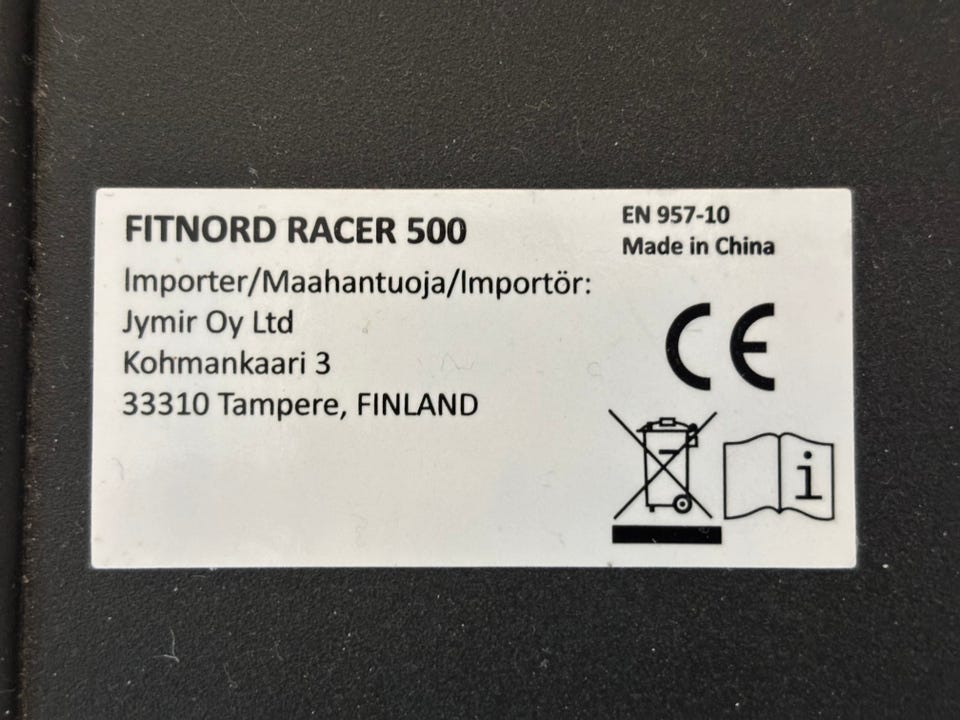 FITNORD RACER 500
Importer/Maahantuoja/Importör:
Jymir Oy Ltd
Kohmankaari 3
33310 Tampere, FINLAND
EN 957-10
Made in China
CE
i